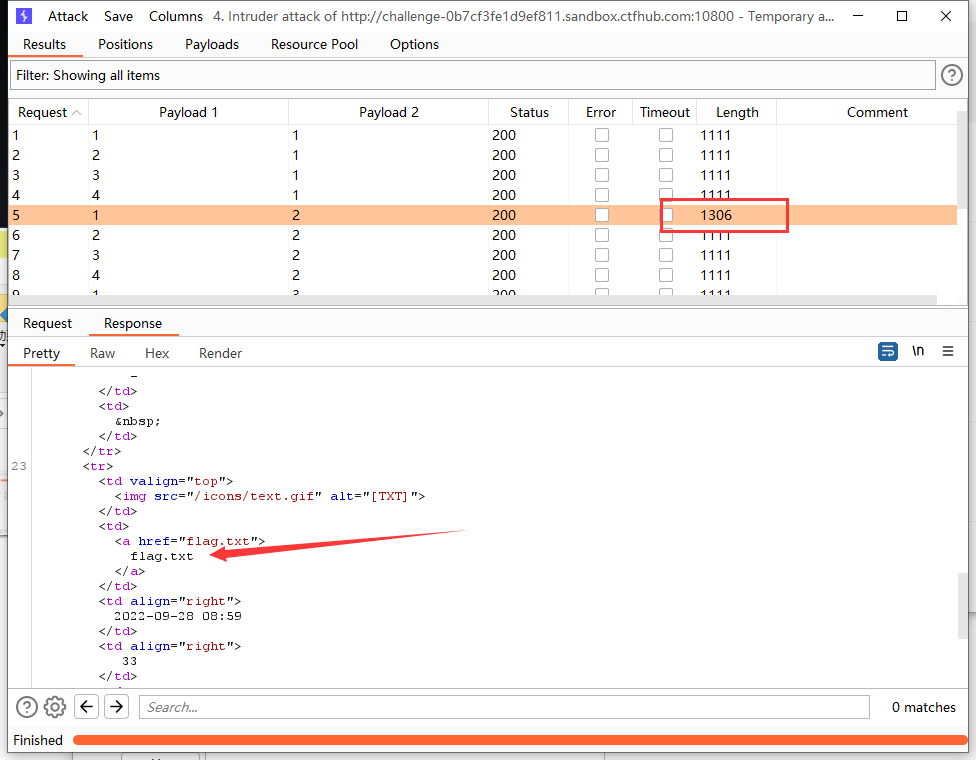 Attack Save Columns 4. Intruder attack of http://challenge-0b7cf3fe1d9ef811.sandbox.ctfhub.com:10800 - Temporary a...
Results Positions Payloads Resource Pool Options
Filter: Showing all items
Request Payload 1 Payload 2 Status Error Timeout Length Comment
1 1 1 200 1111
2 2 1 200 1111
3 3 1 200 1111
4 4 1 200 1111
5 1 2 200 1306
6 2 2 200 1111
7 3 2 200 1111
8 4 2 200 1111
9 1 3 200 1111
Request Response
Pretty Raw Hex Render \n
</td>
<td>
&nbsp;
</td>
</tr>
23 <tr>
<td valign="top">
<img src="/icons/text.gif" alt="[TXT]">
</td>
<td>
<a href="flag.txt">
flag.txt
</a>
</td>
<td align="right">
2022-09-28 08:59
</td>
<td align="right">
33
</td>
Search...
0 matches
Finished